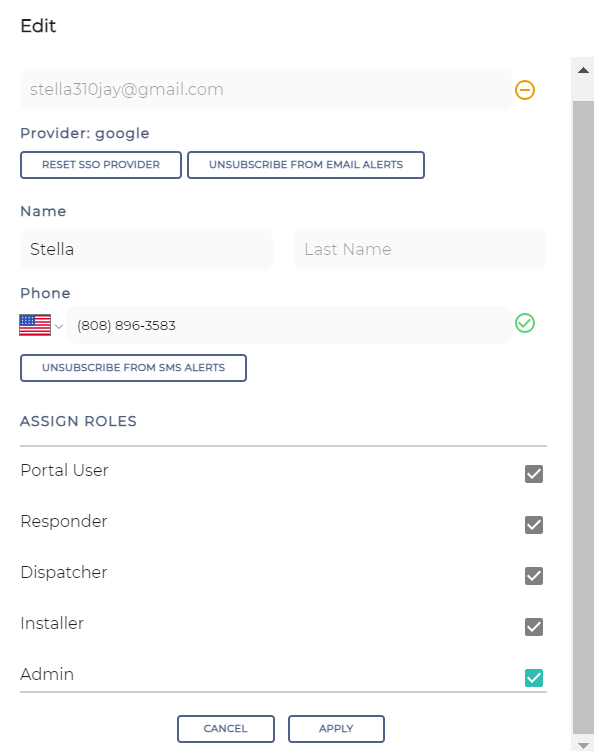 Edit
stella310jay@gmail.com
Provider: google
RESET SSO PROVIDER UNSUBSCRIBE FROM EMAIL ALERTS
Name
Stella Last Name
Phone
(808) 896-3583
UNSUBSCRIBE FROM SMS ALERTS
ASSIGN ROLES
Portal User
Responder
Dispatcher
Installer
Admin
CANCEL APPLY